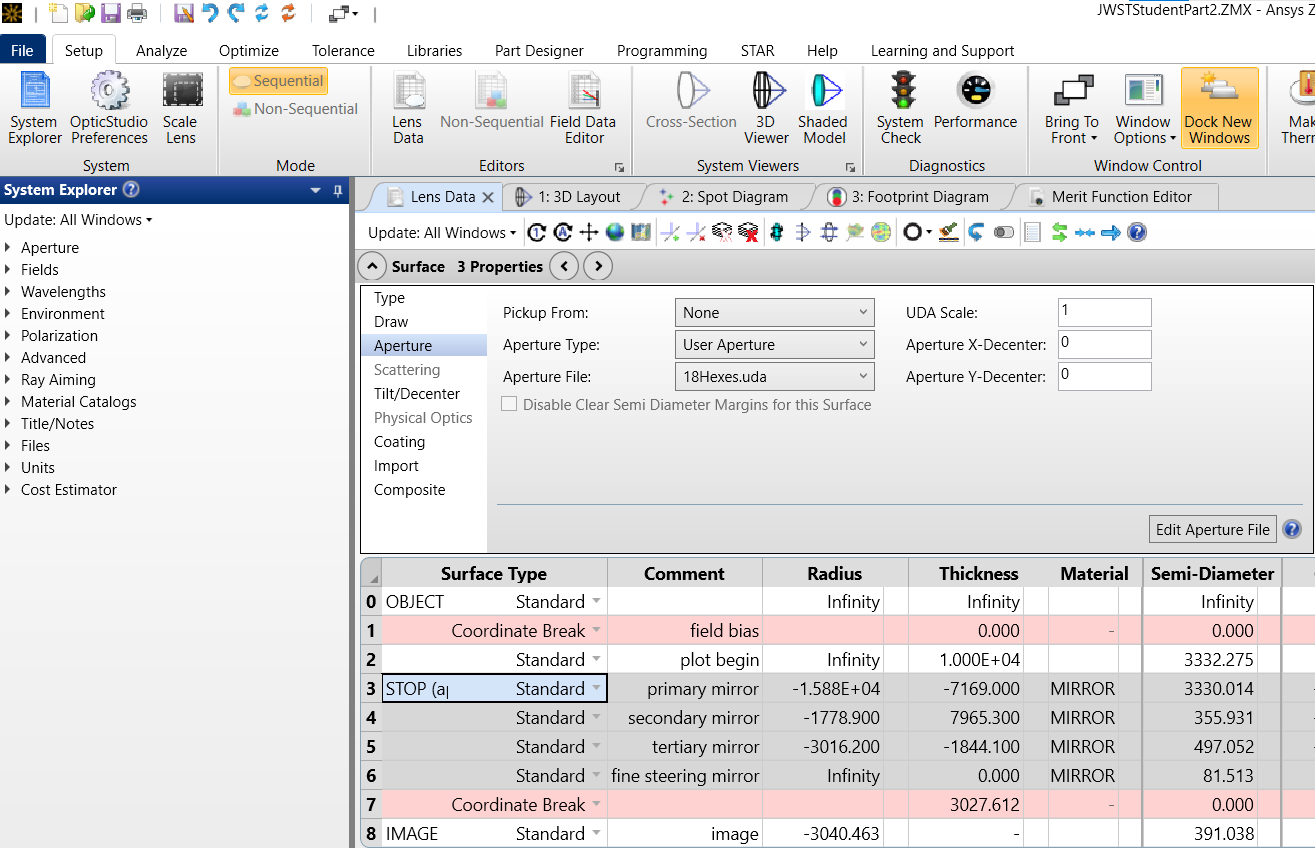 JWSTStudentPart2.ZMX - Ansys Z
File Setup Analyze Optimize Tolerance Libraries Part Designer Programming STAR Help Learning and Support
System Explorer
OpticStudio Preferences
Scale Lens
System
Sequential
Non-Sequential
Mode
Lens Data
Non-Sequential
Field Data Editor
Editors
Cross-Section
3D Viewer
Shaded Model
System Viewers
System Check
Performance
Diagnostics
Bring To Front
Window Options
Dock New Windows
Window Control
Mak
Therr
System Explorer ?
Update: All Windows
Aperture
Fields
Wavelengths
Environment
Polarization
Advanced
Ray Aiming
Material Catalogs
Title/Notes
Files
Units
Cost Estimator
Lens Data 1: 3D Layout 2: Spot Diagram 3: Footprint Diagram Merit Function Editor
Update: All Windows
Surface 3 Properties
Type
Draw
Aperture
Scattering
Tilt/Decenter
Physical Optics
Coating
Import
Composite
Pickup From: None UDA Scale: 1
Aperture Type: User Aperture Aperture X-Decenter: 0
Aperture File: 18Hexes.uda Aperture Y-Decenter: 0
Disable Clear Semi Diameter Margins for this Surface
Edit Aperture File ?
Surface Type Comment Radius Thickness Material Semi-Diameter
0 OBJECT Standard Infinity Infinity Infinity
1 Coordinate Break field bias 0.000 - 0.000
2 Standard plot begin Infinity 1.000E+04 3332.275
3 STOP (ap Standard primary mirror -1.588E+04 -7169.000 MIRROR 3330.014
4 Standard secondary mirror -1778.900 7965.300 MIRROR 355.931
5 Standard tertiary mirror -3016.200 -1844.100 MIRROR 497.052
6 Standard fine steering mirror Infinity 0.000 MIRROR 81.513
7 Coordinate Break 3027.612 - 0.000
8 IMAGE Standard image -3040.463 - 391.038